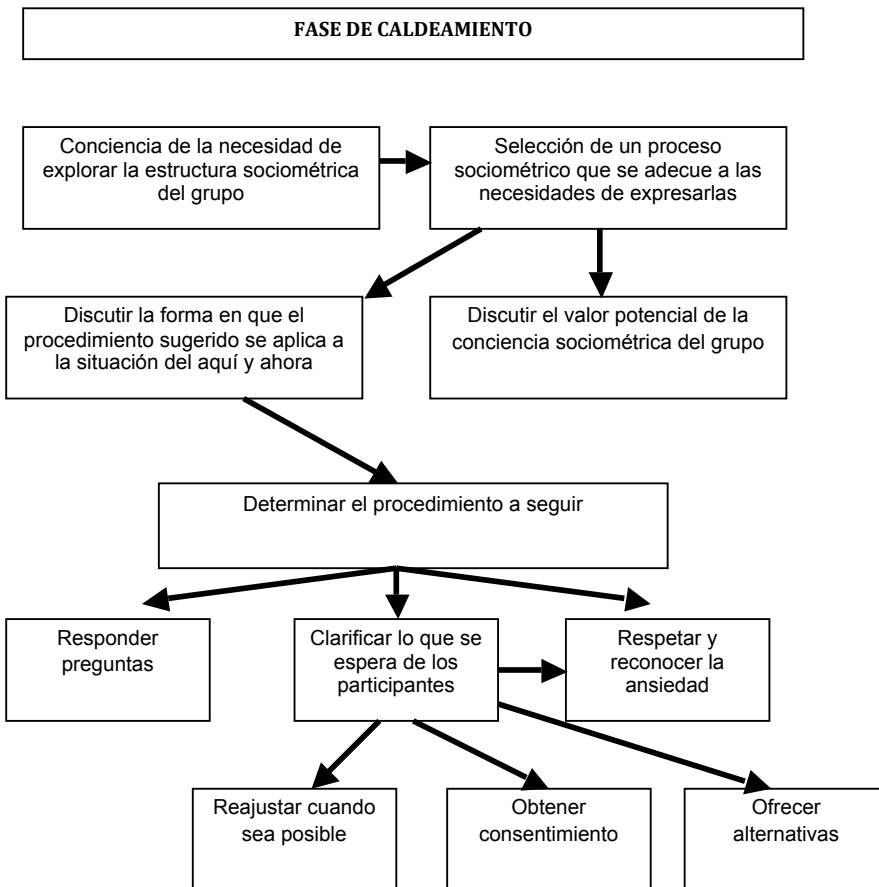 FASE DE CALDEAMIENTO
Conciencia de la necesidad de
explorar la estructura sociométrica
del grupo
Selección de un proceso
sociométrico que se adecue a las
necesidades de expresarlas
Discutir la forma en que el
procedimiento sugerido se aplica a
la situación del aquí y ahora
Discutir el valor potencial de la
conciencia sociométrica del grupo
Determinar el procedimiento a seguir
Responder
preguntas
Clarificar lo que se
espera de los
participantes
Respetar y
reconocer la
ansiedad
Reajustar cuando
sea posible
Obtener
consentimiento
Ofrecer
alternativas